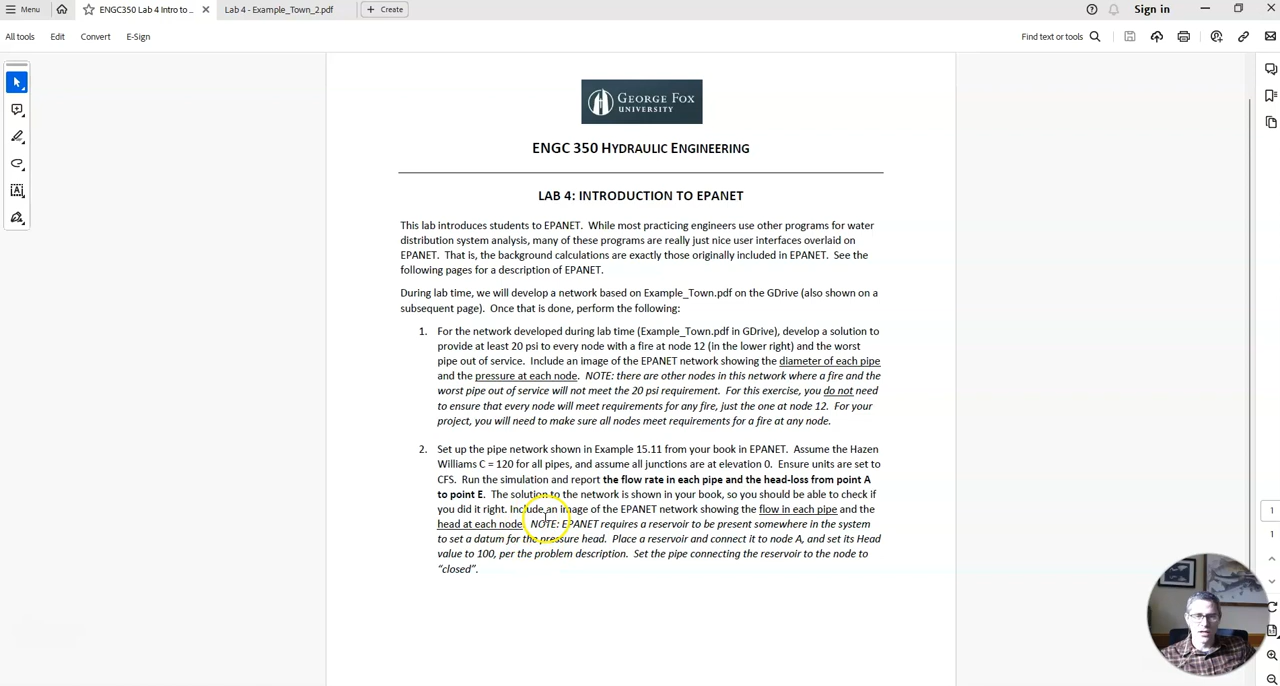 Menu
ENGC350 Lab 4 Intro to ...
Lab 4 - Example_Town_2.pdf
Create
Sign in
All tools
Edit
Convert
E-Sign
Find text or tools
GEORGE FOX
UNIVERSITY
ENGC 350 HYDRAULIC ENGINEERING
LAB 4: INTRODUCTION TO EPANET
This lab introduces students to EPANET. While most practicing engineers use other programs for water
distribution system analysis, many of these programs are really just nice user interfaces overlaid on
EPANET. That is, the background calculations are exactly those originally included in EPANET. See the
following pages for a description of EPANET.
During lab time, we will develop a network based on Example_Town.pdf on the GDrive (also shown on a
subsequent page). Once that is done, perform the following:
1. For the network developed during lab time (Example_Town.pdf in GDrive), develop a solution to
provide at least 20 psi to every node with a fire at node 12 (in the lower right) and the worst
pipe out of service. Include an image of the EPANET network showing the diameter of each pipe
and the pressure at each node. NOTE: there are other nodes in this network where a fire and the
worst pipe out of service will not meet the 20 psi requirement. For this exercise, you do not need
to ensure that every node will meet requirements for any fire, just the one at node 12. For your
project, you will need to make sure all nodes meet requirements for a fire at any node.
2. Set up the pipe network shown in Example 15.11 from your book in EPANET. Assume the Hazen
Williams C = 120 for all pipes, and assume all junctions are at elevation 0. Ensure units are set to
CFS. Run the simulation and report the flow rate in each pipe and the head-loss from point A
to point E. The solution to the network is shown in your book, so you should be able to check if
you did it right. Include an image of the EPANET network showing the flow in each pipe and the
head at each node. NOTE: EPANET requires a reservoir to be present somewhere in the system
to set a datum for the pressure head. Place a reservoir and connect it to node A, and set its Head
value to 100, per the problem description. Set the pipe connecting the reservoir to the node to
"closed".
1
1